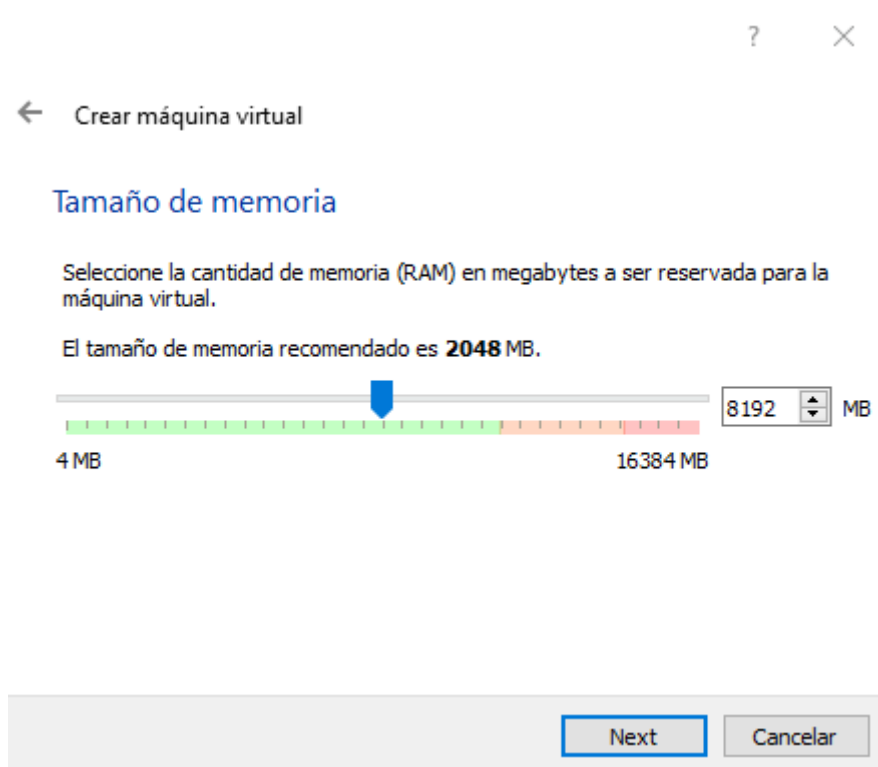 ?
Crear máquina virtual
Tamaño de memoria
Seleccione la cantidad de memoria (RAM) en megabytes a ser reservada para la
máquina virtual.
El tamaño de memoria recomendado es 2048 MB.
8192 MB
4 MB 16384 MB
Next Cancelar